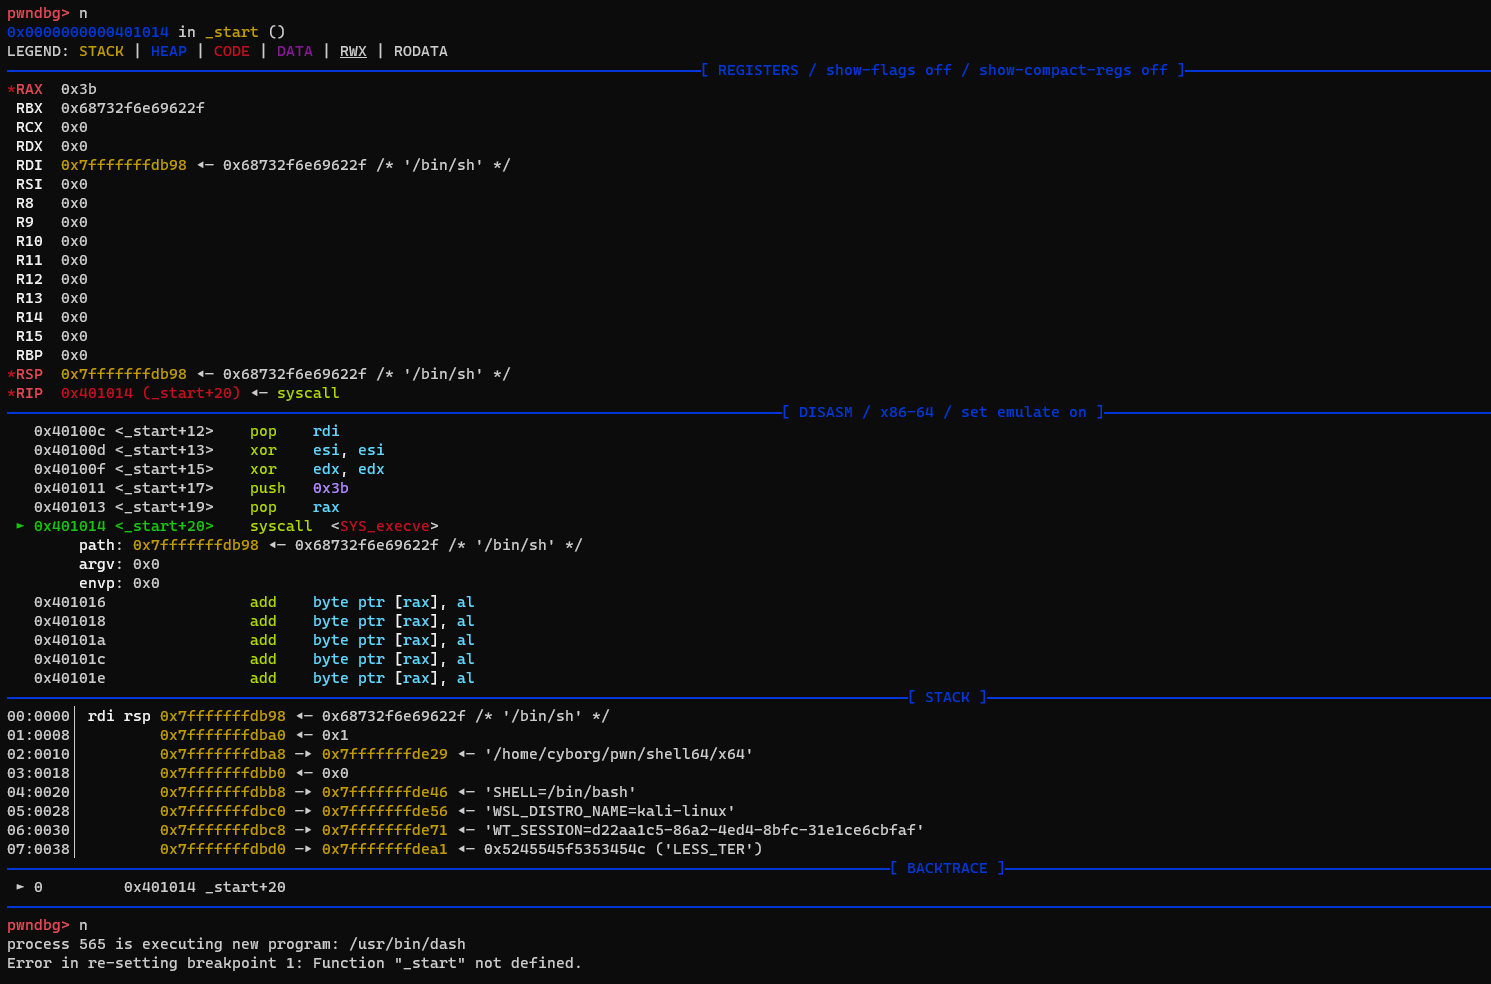 pwndbg> n
0x0000000000401014 in _start ()
LEGEND: STACK | HEAP | CODE | DATA | RWX | RODATA
[ REGISTERS / show-flags off / show-compact-regs off ]
*RAX  0x3b
 RBX  0x68732f6e69622f
 RCX  0x0
 RDX  0x0
 RDI  0x7fffffffdb98 ◂— 0x68732f6e69622f /* '/bin/sh' */
 RSI  0x0
 R8   0x0
 R9   0x0
 R10  0x0
 R11  0x0
 R12  0x0
 R13  0x0
 R14  0x0
 R15  0x0
 RBP  0x0
*RSP  0x7fffffffdb98 ◂— 0x68732f6e69622f /* '/bin/sh' */
*RIP  0x401014 (_start+20) ◂— syscall
[ DISASM / x86-64 / set emulate on ]
   0x40100c <_start+12>    pop    rdi
   0x40100d <_start+13>    xor    esi, esi
   0x40100f <_start+15>    xor    edx, edx
   0x401011 <_start+17>    push   0x3b
   0x401013 <_start+19>    pop    rax
 ► 0x401014 <_start+20>    syscall  <SYS_execve>
        path: 0x7fffffffdb98 ◂— 0x68732f6e69622f /* '/bin/sh' */
        argv: 0x0
        envp: 0x0
   0x401016                add    byte ptr [rax], al
   0x401018                add    byte ptr [rax], al
   0x40101a                add    byte ptr [rax], al
   0x40101c                add    byte ptr [rax], al
   0x40101e                add    byte ptr [rax], al
[ STACK ]
00:0000│ rdi rsp 0x7fffffffdb98 ◂— 0x68732f6e69622f /* '/bin/sh' */
01:0008│         0x7fffffffdba0 ◂— 0x1
02:0010│         0x7fffffffdba8 —▸ 0x7fffffffde29 ◂— '/home/cyborg/pwn/shell64/x64'
03:0018│         0x7fffffffdbb0 ◂— 0x0
04:0020│         0x7fffffffdbb8 —▸ 0x7fffffffde46 ◂— 'SHELL=/bin/bash'
05:0028│         0x7fffffffdbc0 —▸ 0x7fffffffde56 ◂— 'WSL_DISTRO_NAME=kali-linux'
06:0030│         0x7fffffffdbc8 —▸ 0x7fffffffde71 ◂— 'WT_SESSION=d22aa1c5-86a2-4ed4-8bfc-31e1ce6cbfaf'
07:0038│         0x7fffffffdbd0 —▸ 0x7fffffffdea1 ◂— 0x5245545f5353454c ('LESS_TER')
[ BACKTRACE ]
 ► 0         0x401014 _start+20
pwndbg> n
process 565 is executing new program: /usr/bin/dash
Error in re-setting breakpoint 1: Function "_start" not defined.